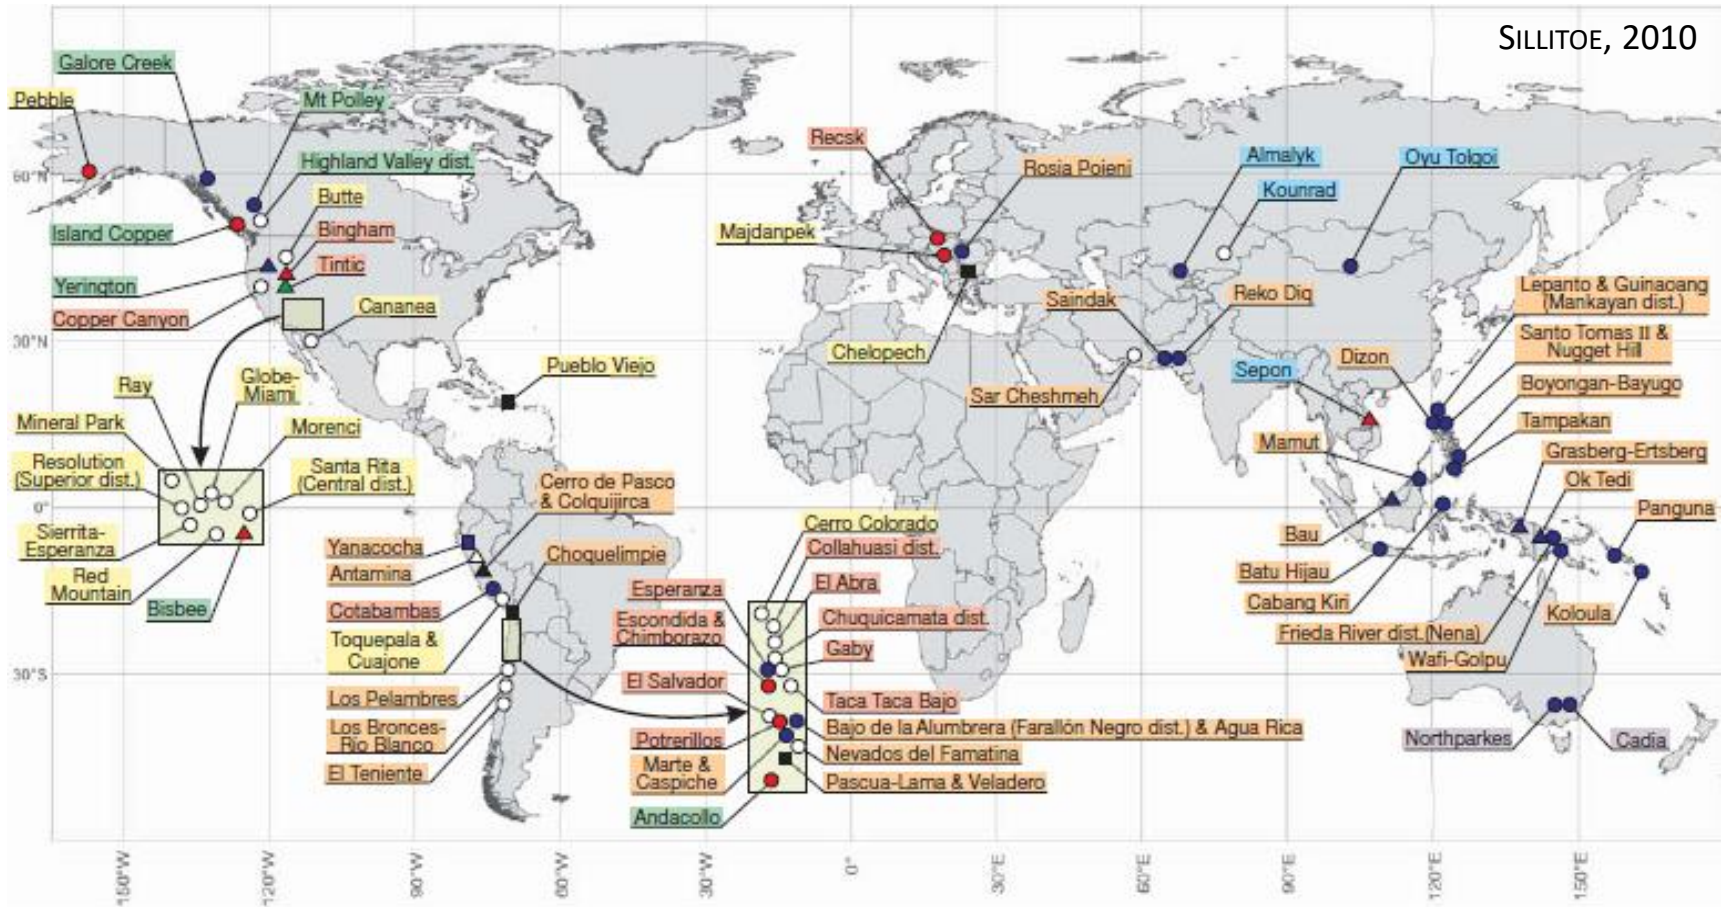 SILLITOE, 2010
Galore Creek
Pebble
Mt Polley
Highland Valley dist.
Butte
Island Copper
Bingham
Yerington
Tintic
Copper Canyon
Cananea
60°N
30°N
0°
30°S
Ray
Globe-
Miami
Mineral Park
Morenci
Resolution
(Superior dist.)
Santa Rita
(Central dist.)
Sierrita-
Esperanza
Red
Mountain
Bisbee
Pueblo Viejo
Cerro de Pasco
& Colquijirca
Yanacocha
Choquelimpie
Antamina
Cotabambas
Toquepala &
Cuajone
Los Pelambres
Los Bronces-
Rio Blanco
El Teniente
Cerro Colorado
Collahuasi dist.
Esperanza
El Abra
Escondida &
Chimborazo
Chuquicamata dist.
Gaby
El Salvador
Taca Taca Bajo
Potrerillos
Bajo de la Alumbrera (Farallón Negro dist.) & Agua Rica
Marte &
Caspiche
Nevados del Famatina
Pascua-Lama & Veladero
Andacollo
Recsk
Rosia Poieni
Majdanpek
Chelopech
Almalyk
Oyu Tolgoi
Kounrad
Saindak
Reko Diq
Sar Cheshmeh
Sepon
Dizon
Lepanto & Guinaoang
(Mankayan dist.)
Santo Tomas II &
Nugget Hill
Boyongan-Bayugo
Tampakan
Mamut
Grasberg-Ertsberg
Ok Tedi
Panguna
Bau
Batu Hijau
Cabang Kiri
Koloula
Frieda River dist.(Nena)
Wafi-Golpu
Northparkes
Cadia
150°W
120°W
90°W
60°W
30°W
0°
30°E
60°E
90°E
120°E
150°E